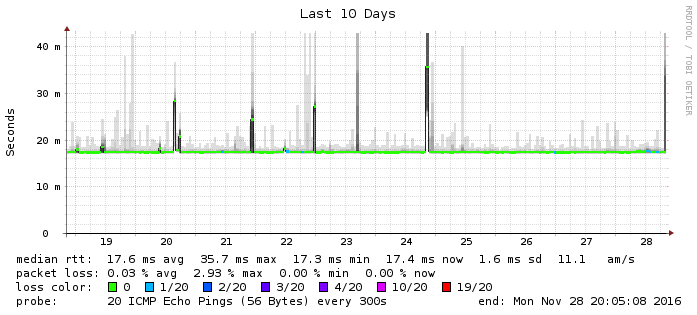 Last 10 Days
RRDTOOL / TOBI OETIKER
Seconds
40 m
30 m
20 m
10 m
0
19 20 21 22 23 24 25 26 27 28
median rtt: 17.6 ms avg 35.7 ms max 17.3 ms min 17.4 ms now 1.6 ms sd 11.1 am/s
packet loss: 0.03 % avg 2.93 % max 0.00 % min 0.00 % now
loss color: 0 1/20 2/20 3/20 4/20 10/20 19/20
probe: 20 ICMP Echo Pings (56 Bytes) every 300s end: Mon Nov 28 20:05:08 2016